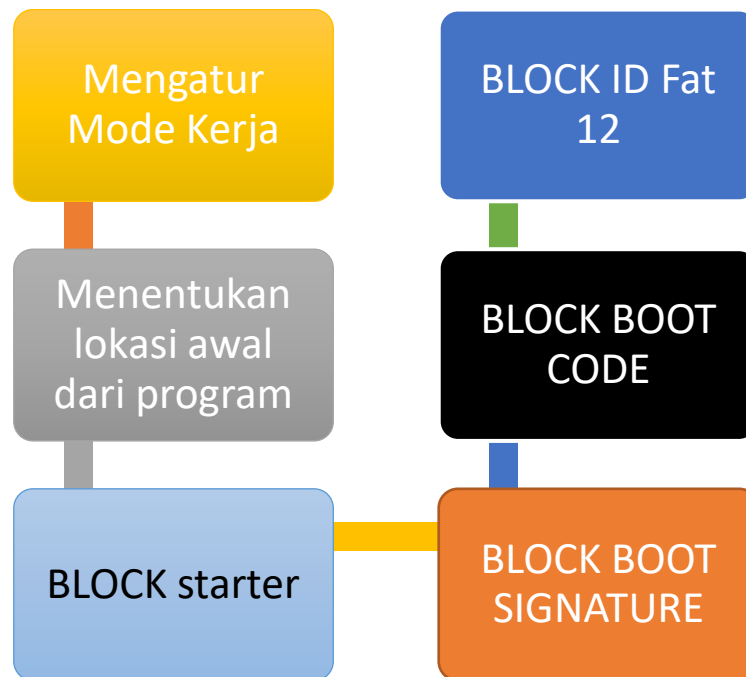 Mengatur
Mode Kerja
Menentukan
lokasi awal
dari program
BLOCK starter
BLOCK BOOT
SIGNATURE
BLOCK BOOT
CODE
BLOCK ID Fat
12